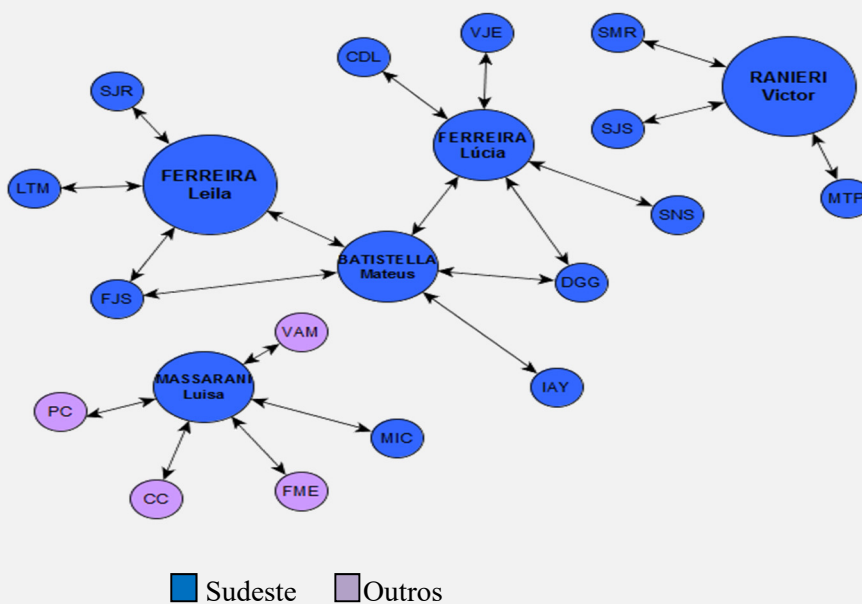 VJE
SMR
CDL
RANIERI
Victor
SJR
FERREIRA
Lúcia
SJS
FERREIRA
Leila
LTM
MTP
SNS
BATISTELLA
Mateus
DGG
FJS
VAM
MASSARANI
Luisa
IAY
PC
MIC
FME
CC
Sudeste
Outros